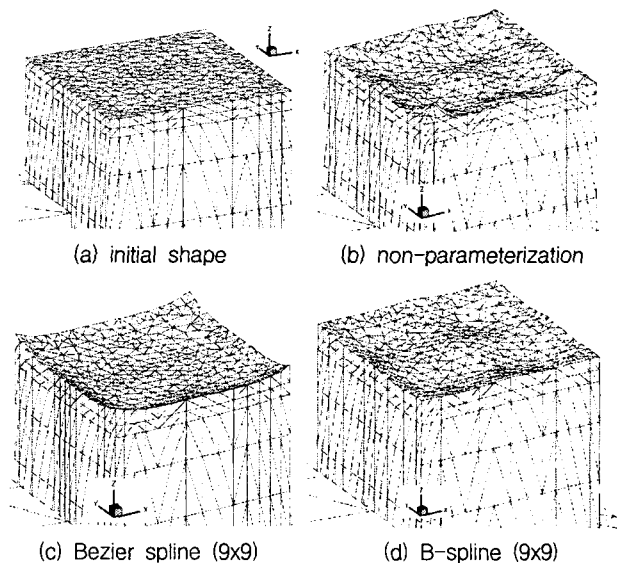 (a) initial shape
(b) non-parameterization
(c) Bezier spline (9x9)
(d) B-spline (9x9)